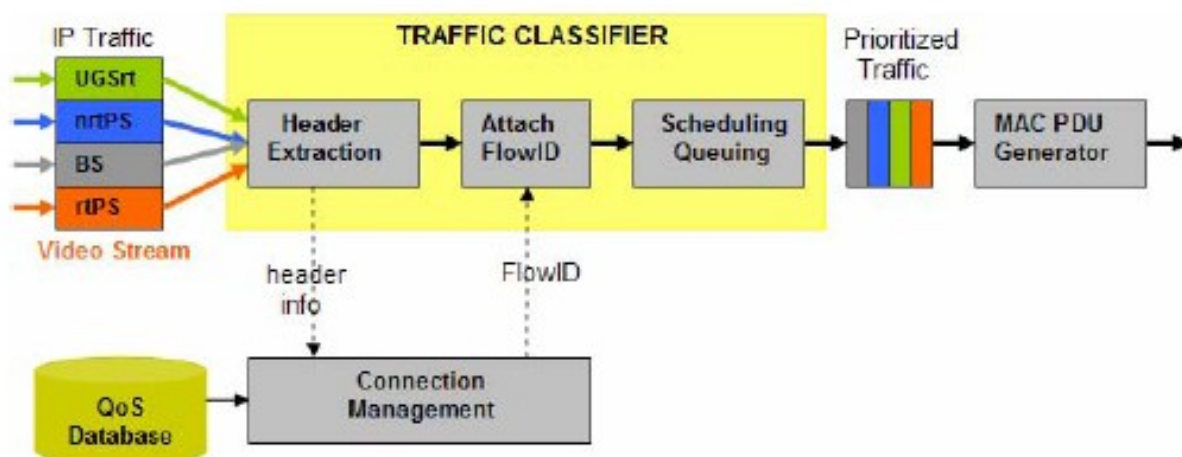 IP Traffic
UGSrt
nrtPS
BS
rtPS
Video Stream
TRAFFIC CLASSIFIER
Header
Extraction
Attach
FlowID
Scheduling
Queuing
Prioritized
Traffic
MAC PDU
Generator
header
info
FlowID
QoS
Database
Connection
Management